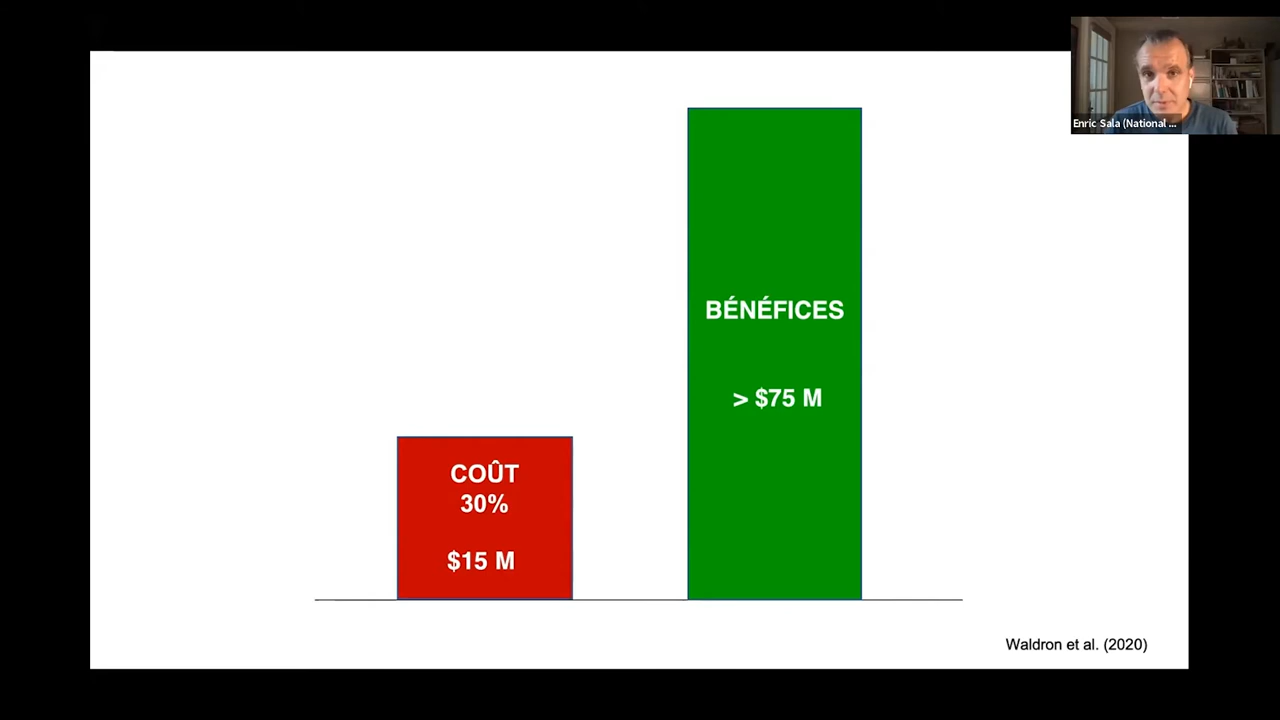 Enric Sala (National ...
BÉNÉFICES
> $75 M
COÛT
30%
$15 M
Waldron et al. (2020)